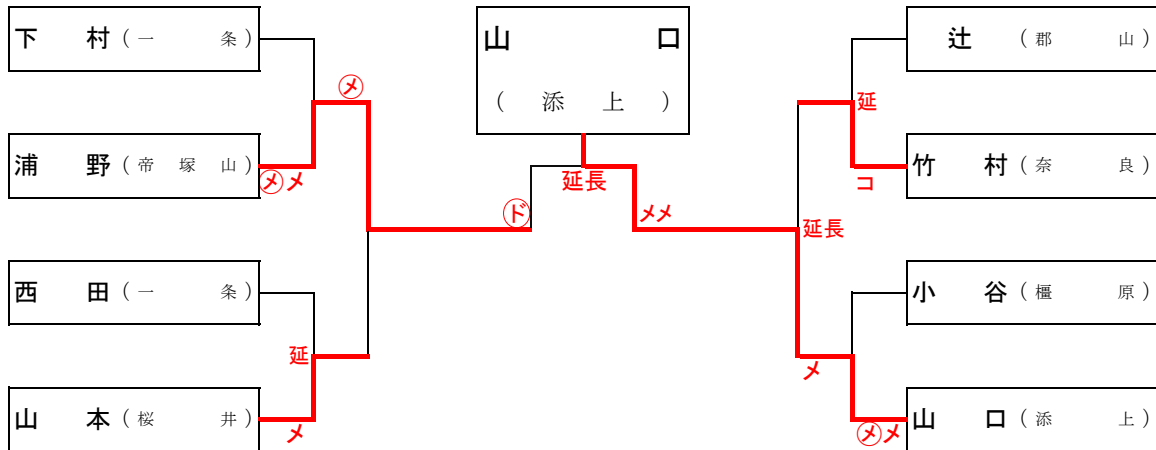 下村（一条）
浦野（帝塚山）
西田（一条）
山本（桜井）
㋱
㋱メ
延
メ
山口
（添上）
延長
㋣゙
メメ
辻（郡山）
竹村（奈良）
小谷（橿原）
山口（添上）
延
コ
延長
メ
㋱メ